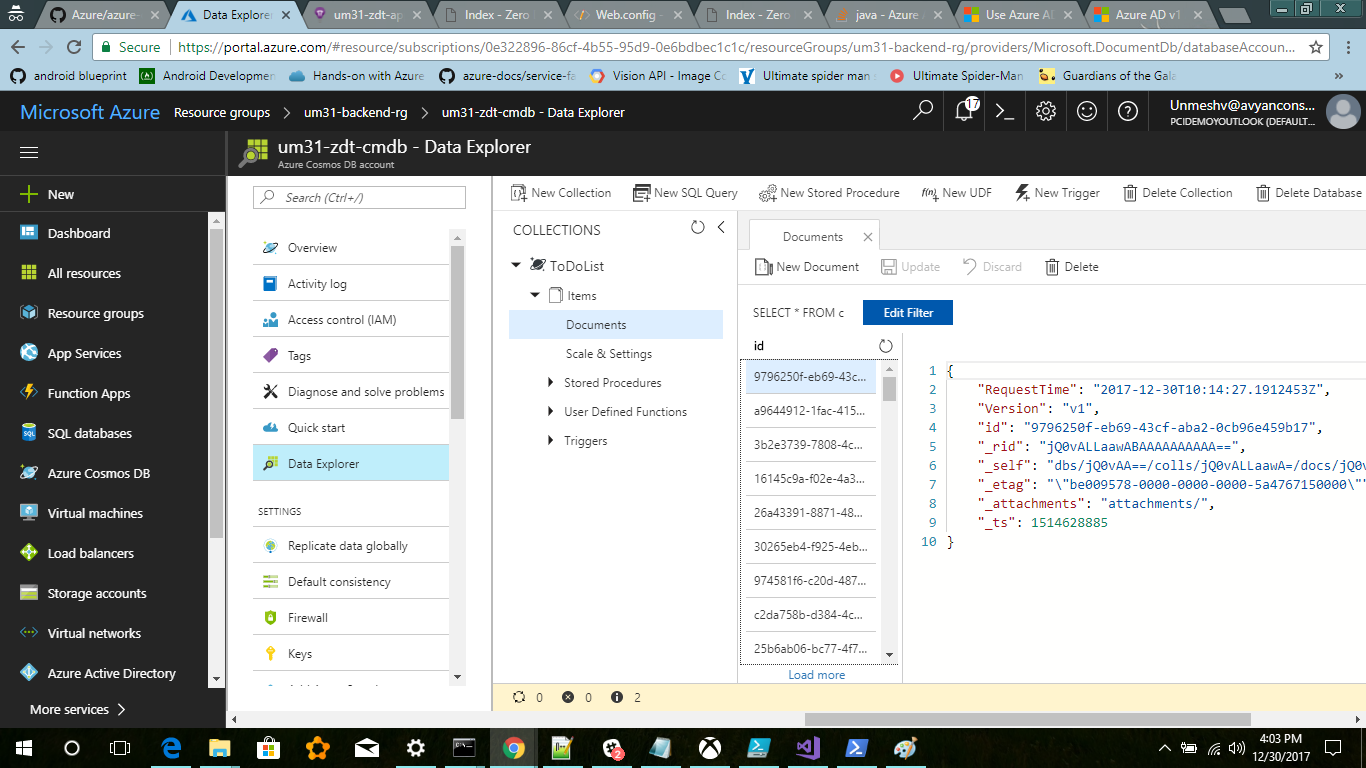 Azure/azure-
Data Explorer
um31-zdt-ap
Index - Zero
Web.config -
Index - Zero
java - Azure A
Use Azure AD
Azure AD v1
Secure
https://portal.azure.com/#resource/subscriptions/0e322896-86cf-4b55-95d9-0e6bdbec1c1c/resourceGroups/um31-backend-rg/providers/Microsoft.DocumentDb/databaseAccoun...
android blueprint
Android Developmen
Hands-on with Azure
azure-docs/service-fa
Vision API - Image Co
Ultimate spider man s
Ultimate Spider-Man
Guardians of the Gala
»
Microsoft Azure
Resource groups
um31-backend-rg
um31-zdt-cmdb - Data Explorer
17
Unmeshv@avyancons...
PCIDEMOYOUTLOOK (DEFAULT...
um31-zdt-cmdb - Data Explorer
Azure Cosmos DB account
New
Dashboard
All resources
Resource groups
App Services
Function Apps
SQL databases
Azure Cosmos DB
Virtual machines
Load balancers
Storage accounts
Virtual networks
Azure Active Directory
More services
Search (Ctrl+/)
Overview
Activity log
Access control (IAM)
Tags
Diagnose and solve problems
Quick start
Data Explorer
SETTINGS
Replicate data globally
Default consistency
Firewall
Keys
New Collection
New SQL Query
New Stored Procedure
New UDF
New Trigger
Delete Collection
Delete Database
COLLECTIONS
ToDoList
Items
Documents
Scale & Settings
Stored Procedures
User Defined Functions
Triggers
Documents
New Document
Update
Discard
Delete
SELECT * FROM c
Edit Filter
id
9796250f-eb69-43c...
a9644912-1fac-415...
3b2e3739-7808-4c...
16145c9a-f02e-4a3...
26a43391-8871-48...
30265eb4-f925-4eb...
974581f6-c20d-487...
c2da758b-d384-4c...
25b6ab06-bc77-4f7...
Load more
1 {
2 "RequestTime": "2017-12-30T10:14:27.1912453Z",
3 "Version": "v1",
4 "id": "9796250f-eb69-43cf-aba2-0cb96e459b17",
5 "_rid": "jQ0vALLaawABAAAAAAAAAA==",
6 "_self": "dbs/jQ0vAA==/colls/jQ0vALLaawA=/docs/jQ0v
7 "_etag": "\"be009578-0000-0000-0000-5a4767150000\""
8 "_attachments": "attachments/",
9 "_ts": 1514628885
10 }
0
0
2
2
4:03 PM
12/30/2017